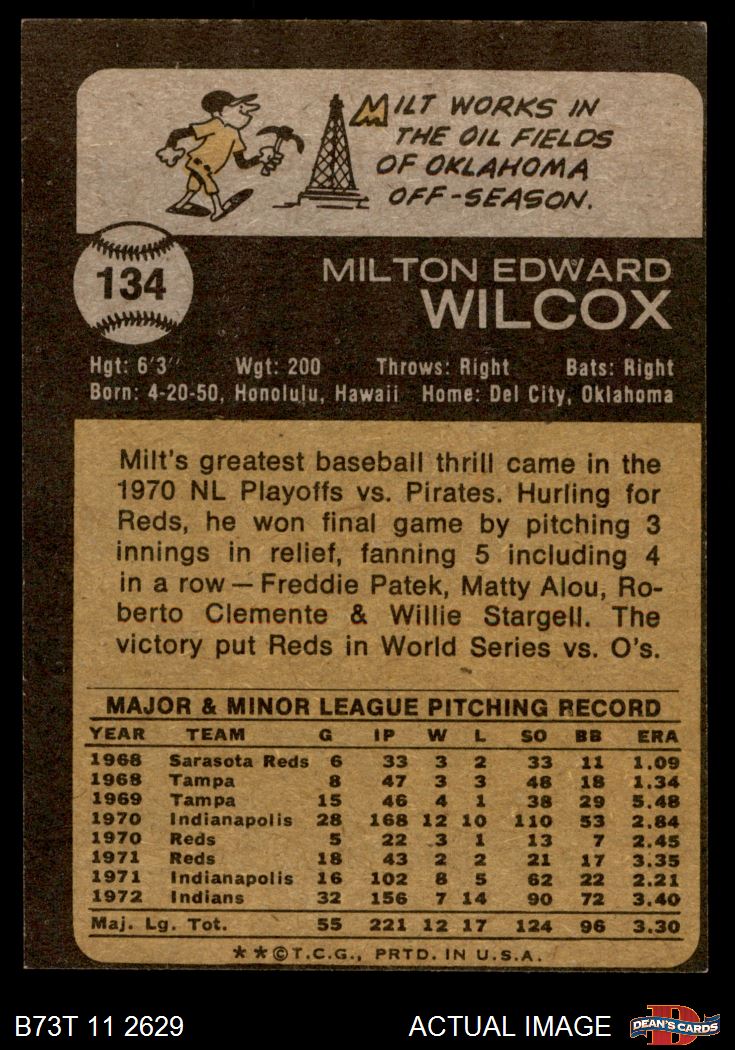 MILT WORKS IN
THE OIL FIELDS
OF OKLAHOMA
OFF-SEASON.
134
MILTON EDWARD
WILCOX
Hgt: 6'3" Wgt: 200 Throws: Right Bats: Right
Born: 4-20-50, Honolulu, Hawaii Home: Del City, Oklahoma
Milt's greatest baseball thrill came in the
1970 NL Playoffs vs. Pirates. Hurling for
Reds, he won final game by pitching 3
innings in relief, fanning 5 including 4
in a row—Freddie Patek, Matty Alou, Ro-
berto Clemente & Willie Stargell. The
victory put Reds in World Series vs. O's.
MAJOR & MINOR LEAGUE PITCHING RECORD
YEAR TEAM G IP W L SO BB ERA
1968 Sarasota Reds 6 33 3 2 33 11 1.09
1968 Tampa 8 47 3 3 48 18 1.34
1969 Tampa 15 46 4 1 38 29 5.48
1970 Indianapolis 28 168 12 10 110 53 2.84
1970 Reds 5 22 3 1 13 7 2.45
1971 Reds 18 43 2 2 21 17 3.35
1971 Indianapolis 16 102 8 5 62 22 2.21
1972 Indians 32 156 7 14 90 72 3.40
Maj. Lg. Tot. 55 221 12 17 124 96 3.30
**©T.C.G., PRTD. IN U.S.A.
B73T 11 2629 ACTUAL IMAGE D DEAN'S CARDS